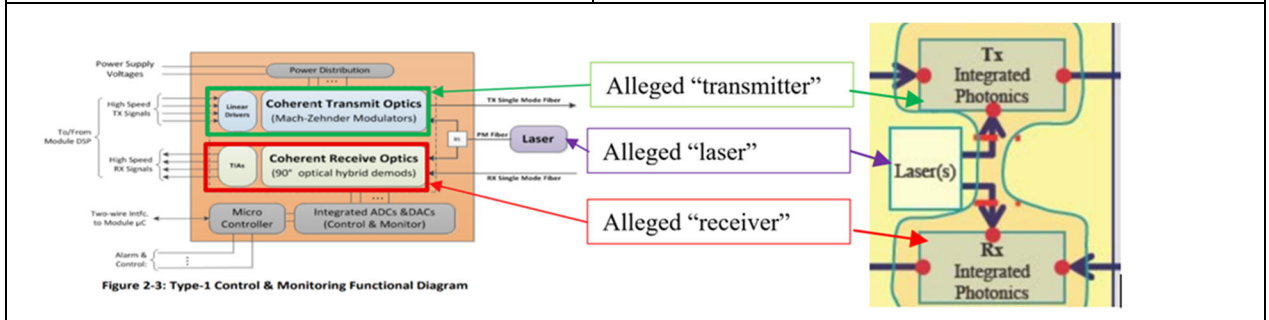 Power Supply
Voltages
Power Distribution
...
High Speed
TX Signals
Linear
Drivers
Coherent Transmit Optics
(Mach-Zehnder Modulators)
TX Single Mode Fiber
To/From
Module DSP
BS
PM Fiber
Laser
High Speed
RX Signals
TIAs
Coherent Receive Optics
(90° optical hybrid demods)
RX Single Mode Fiber
...
Two-wire Intfc.
to Module µC
Micro
Controller
Integrated ADCs &DACs
(Control & Monitor)
Alarm &
Control:
Figure 2-3: Type-1 Control & Monitoring Functional Diagram
Alleged “transmitter”
Alleged “laser”
Alleged “receiver”
Tx
Integrated
Photonics
Laser(s)
Rx
Integrated
Photonics